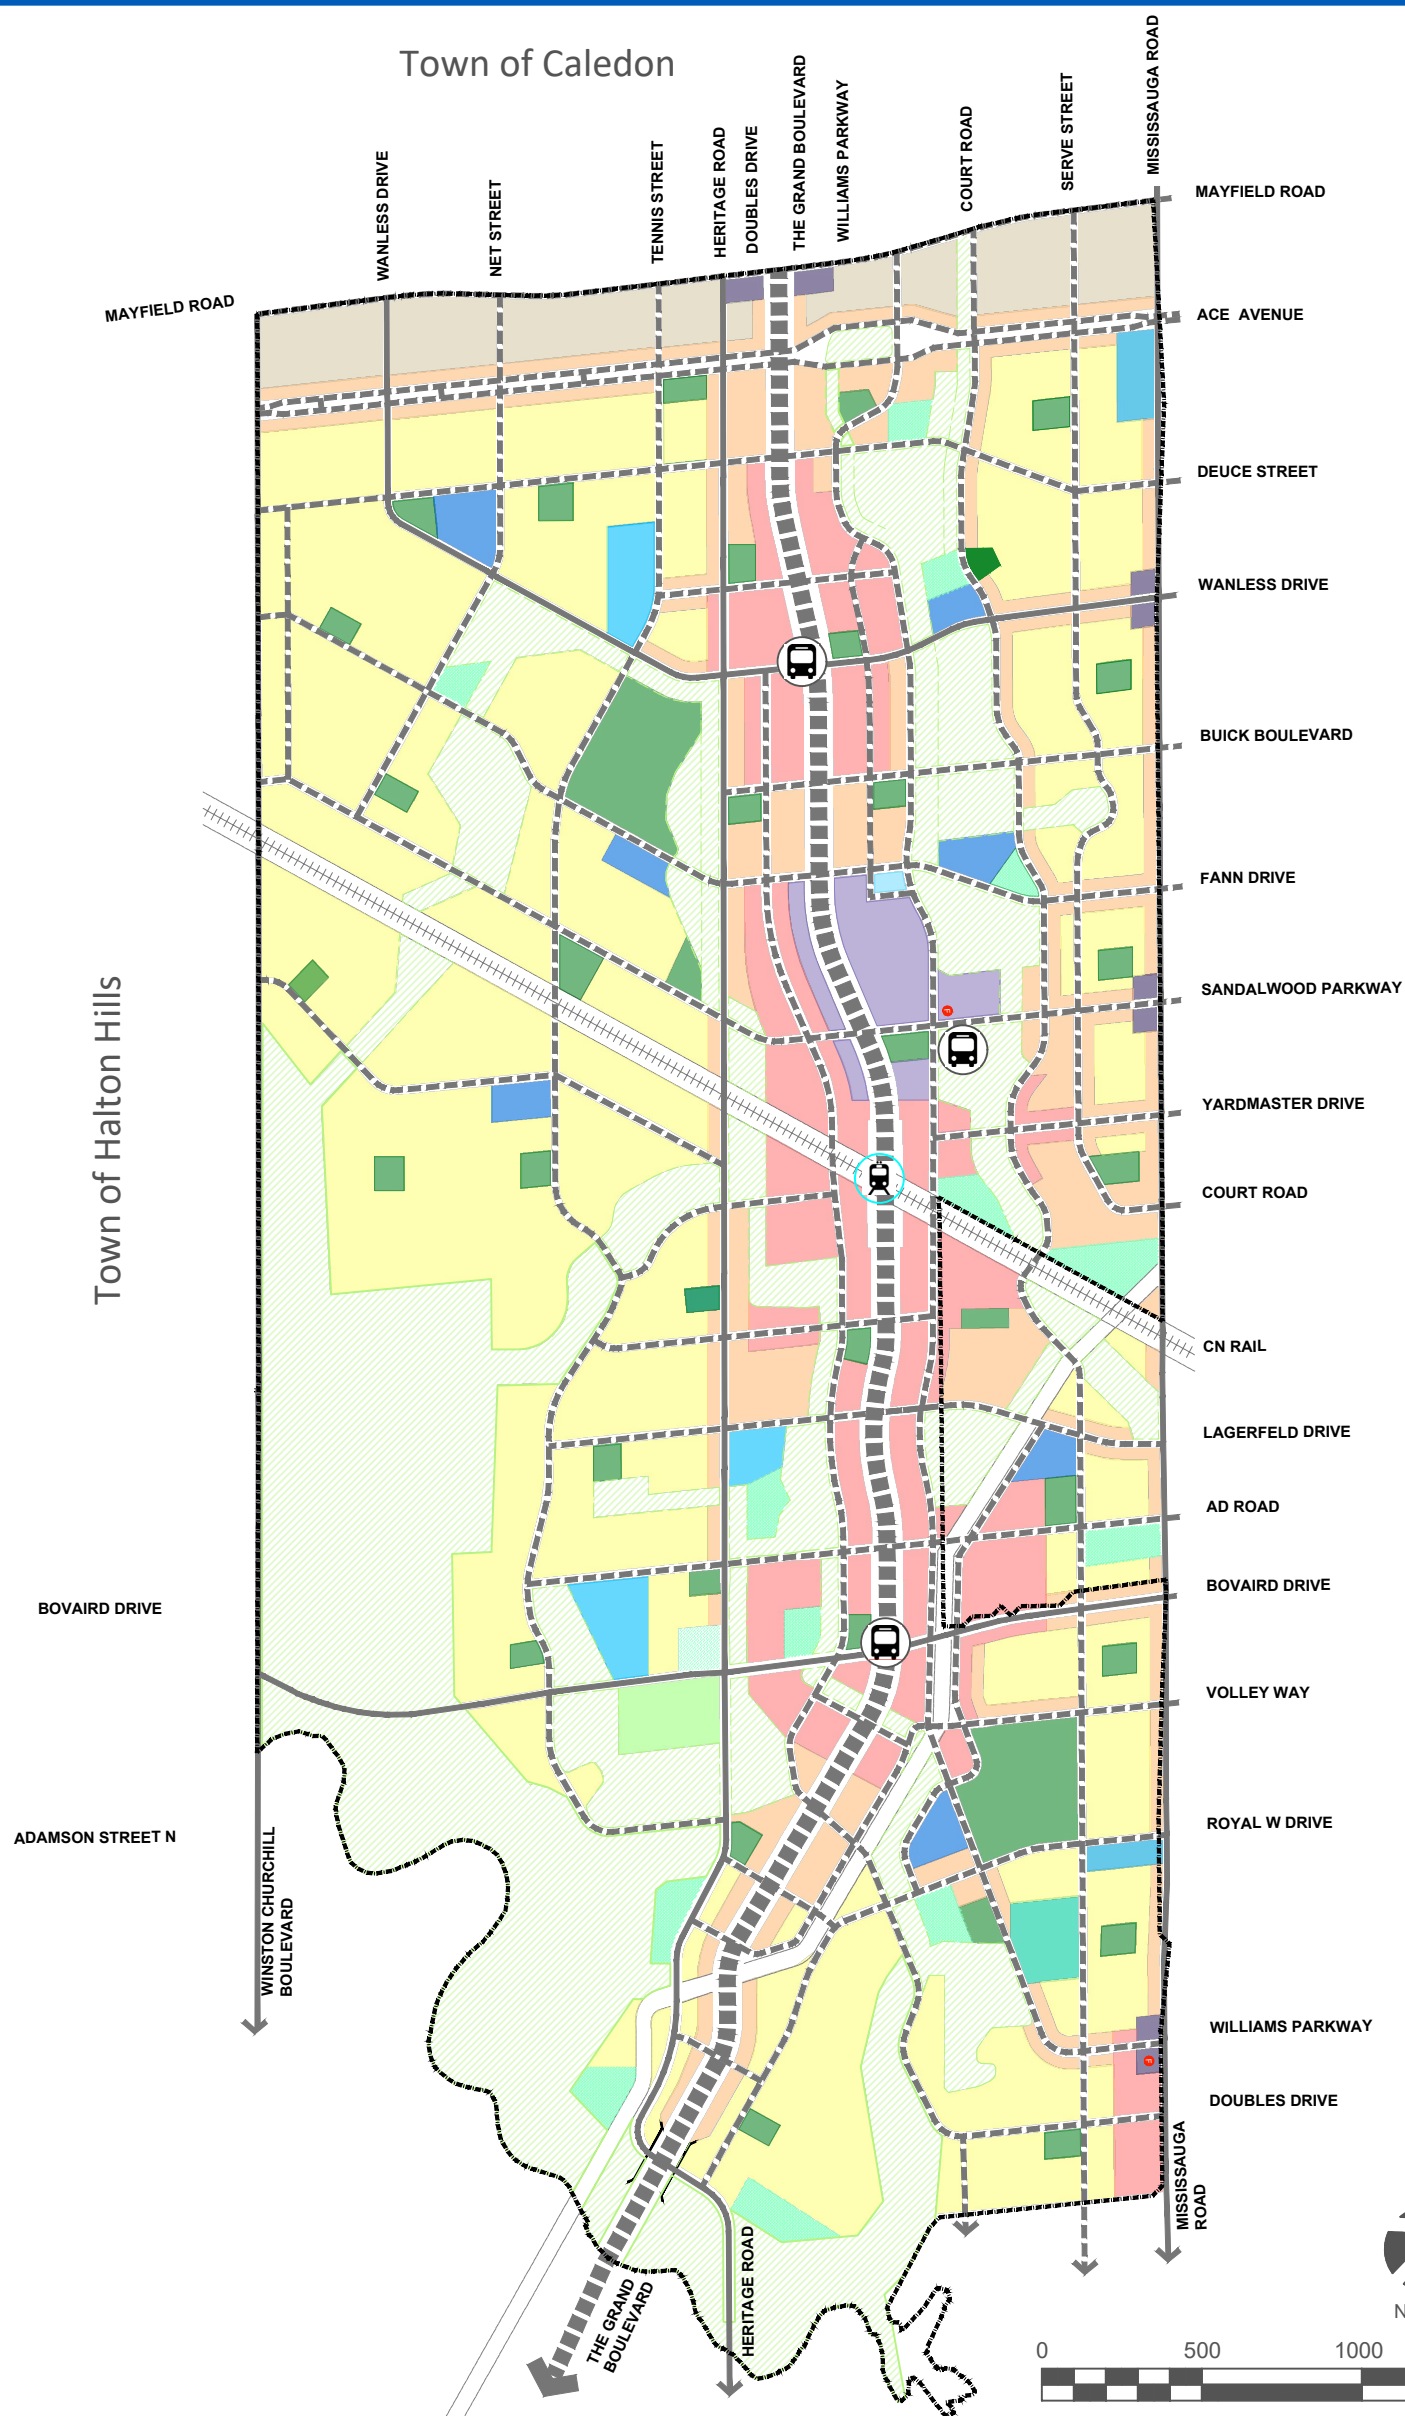 Town of Caledon
WANLESS DRIVE
NET STREET
TENNIS STREET
HERITAGE ROAD
DOUBLES DRIVE
THE GRAND BOULEVARD
WILLIAMS PARKWAY
COURT ROAD
SERVE STREET
MISSISSAUGA ROAD
MAYFIELD ROAD
MAYFIELD ROAD
ACE AVENUE
DEUCE STREET
WANLESS DRIVE
BUICK BOULEVARD
FANN DRIVE
SANDALWOOD PARKWAY
F
Town of Halton Hills
YARDMASTER DRIVE
COURT ROAD
CN RAIL
LAGERFELD DRIVE
AD ROAD
BOVAIRD DRIVE
BOVAIRD DRIVE
VOLLEY WAY
ROYAL W DRIVE
ADAMSON STREET N
WINSTON CHURCHILL
BOULEVARD
WILLIAMS PARKWAY
F
DOUBLES DRIVE
MISSISSAUGA
ROAD
HERITAGE ROAD
THE GRAND
BOULEVARD
N
0 500 1000